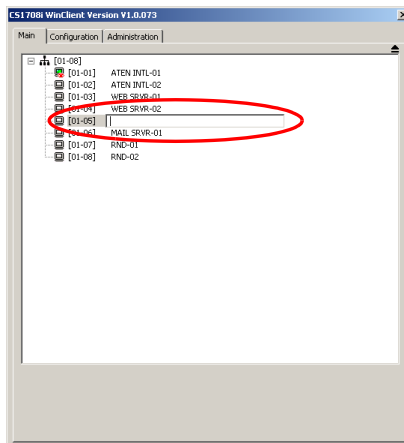 CS1708i WinClient Version V1.0.073
Main Configuration Administration
[01-08]
[01-01] ATEN INTL-01
[01-02] ATEN INTL-02
[01-03] WEB SRVR-01
[01-04] WEB SRVR-02
[01-05]
[01-06] MAIL SRVR-01
[01-07] RND-01
[01-08] RND-02